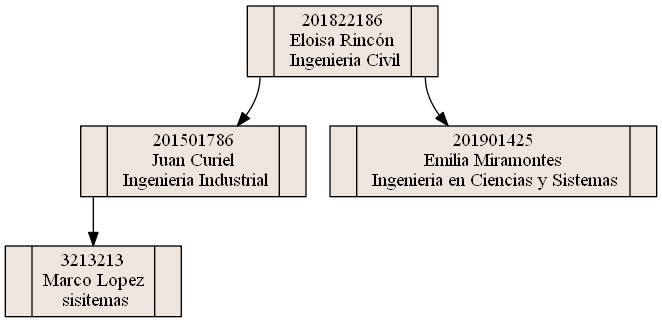 201822186
Eloisa Rincón
Ingenieria Civil
201501786
Juan Curiel
Ingenieria Industrial
201901425
Emilia Miramontes
Ingenieria en Ciencias y Sistemas
3213213
Marco Lopez
sisitemas